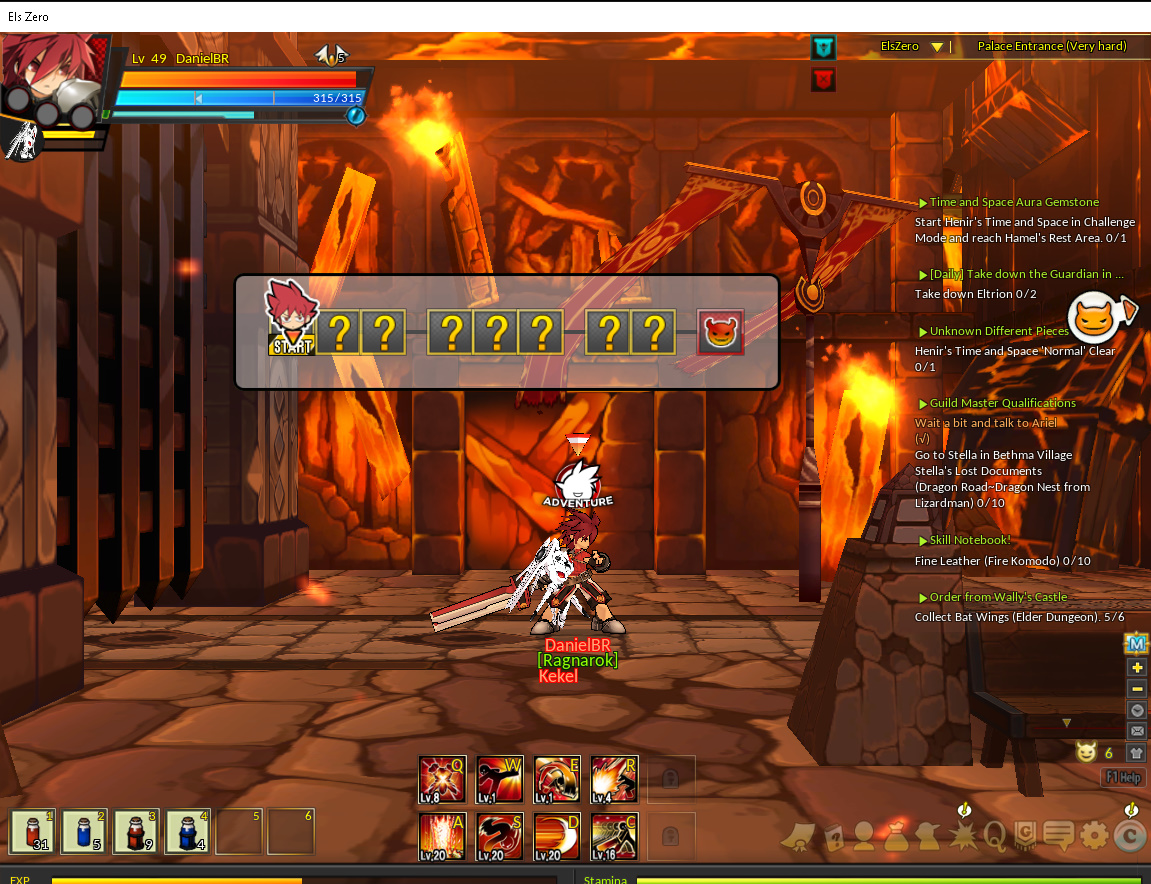 Els Zero
Lv 49 DanielBR
5
ElsZero
Palace Entrance (Very hard)
315/315
Time and Space Aura Gemstone
Start Henir's Time and Space in Challenge
Mode and reach Hamel's Rest Area. 0/1
[Daily] Take down the Guardian in ...
Take down Eltrion 0/2
Unknown Different Pieces
Henir's Time and Space 'Normal' Clear
0/1
? ? ? ? ? ? ?
START
Guild Master Qualifications
Wait a bit and talk to Ariel
(√)
Go to Stella in Bethma Village
Stella's Lost Documents
(Dragon Road~Dragon Nest from
Lizardman) 0/10
ADVENTURE
Skill Notebook!
Fine Leather (Fire Komodo) 0/10
Order from Wally's Castle
Collect Bat Wings (Elder Dungeon). 5/6
DanielBR
[Ragnarok]
Kekel
M
6
F1 Help
Q W E R
Lv.8 Lv.1 Lv.1 Lv.4
1 2 3 4 5 6
31 5 9 4
A S D C
Lv.20 Lv.20 Lv.20 Lv.16
EXP
Stamina